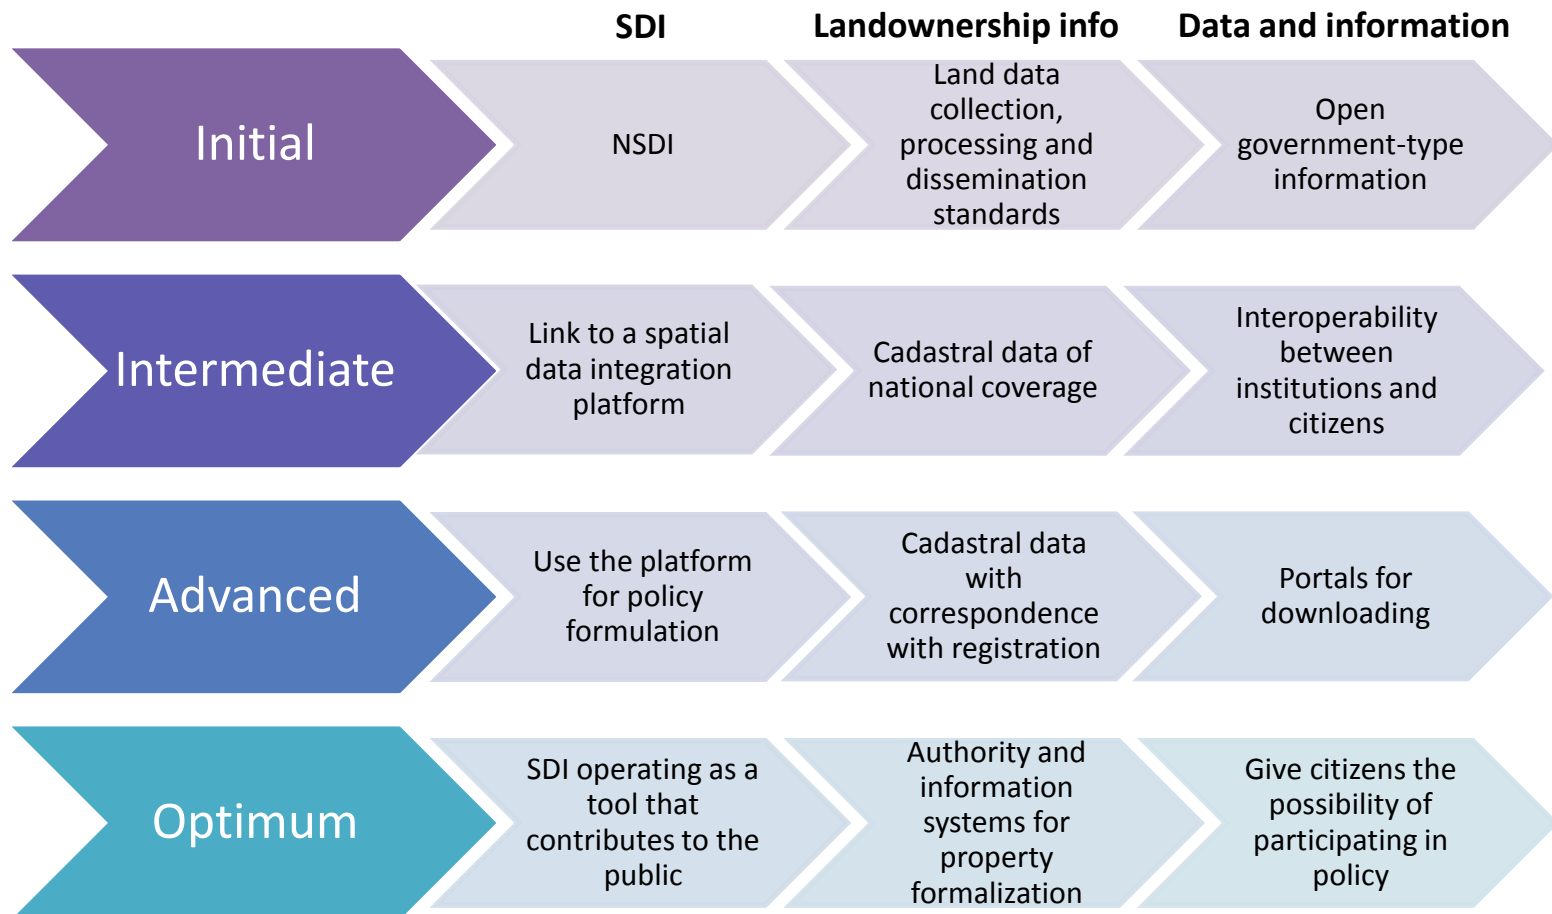 SDI
Landownership info
Data and information
Initial
NSDI
Land data
collection,
processing and
dissemination
standards
Open
government-type
information
Intermediate
Link to a spatial
data integration
platform
Cadastral data of
national coverage
Interoperability
between
institutions and
citizens
Advanced
Use the platform
for policy
formulation
Cadastral data
with
correspondence
with registration
Portals for
downloading
Optimum
SDI operating as a
tool that
contributes to the
public
Authority and
information
systems for
property
formalization
Give citizens the
possibility of
participating in
policy